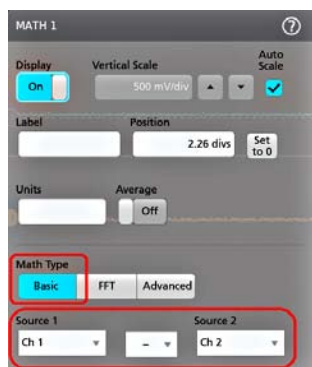 MATH 1 ?
Display Vertical Scale Auto Scale
On 500 mV/div
Label Position
2.26 divs Set to 0
Units Average
Off
Math Type
Basic FFT Advanced
Source 1 Source 2
Ch 1 - Ch 2